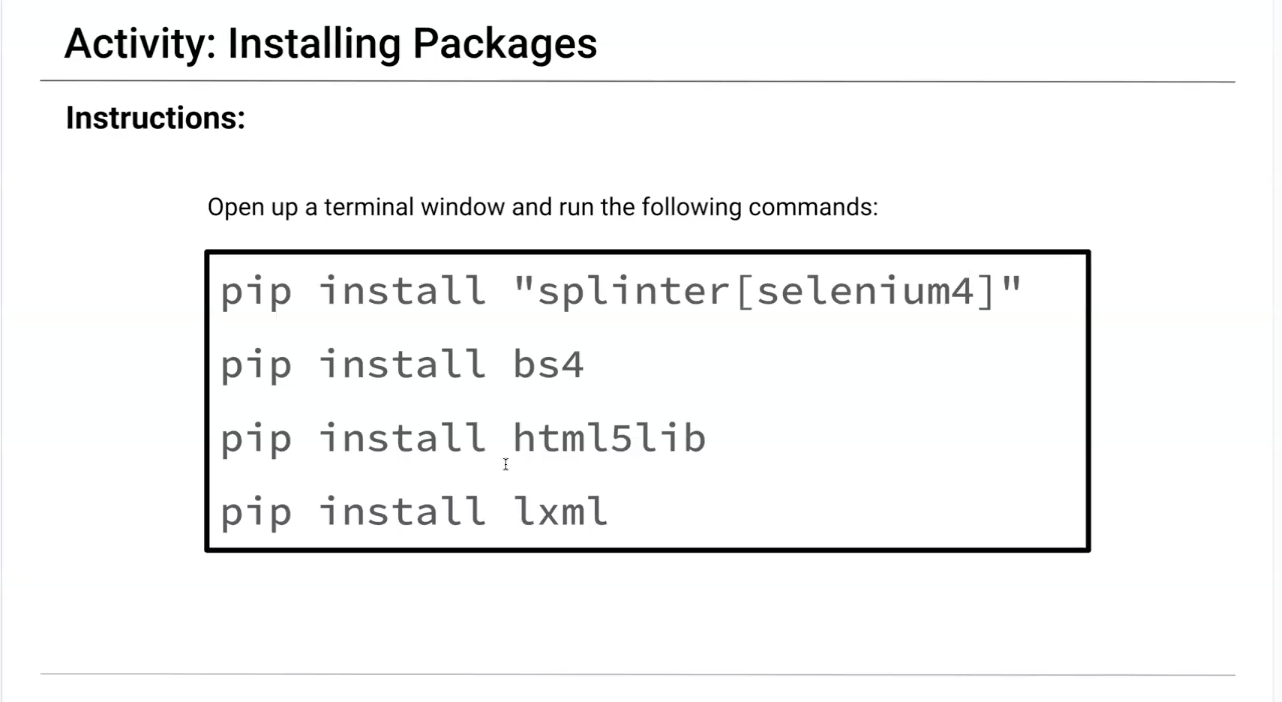 Activity: Installing Packages
Instructions:
Open up a terminal window and run the following commands:
pip install "splinter[selenium4]"
pip install bs4
pip install html5lib
pip install lxml